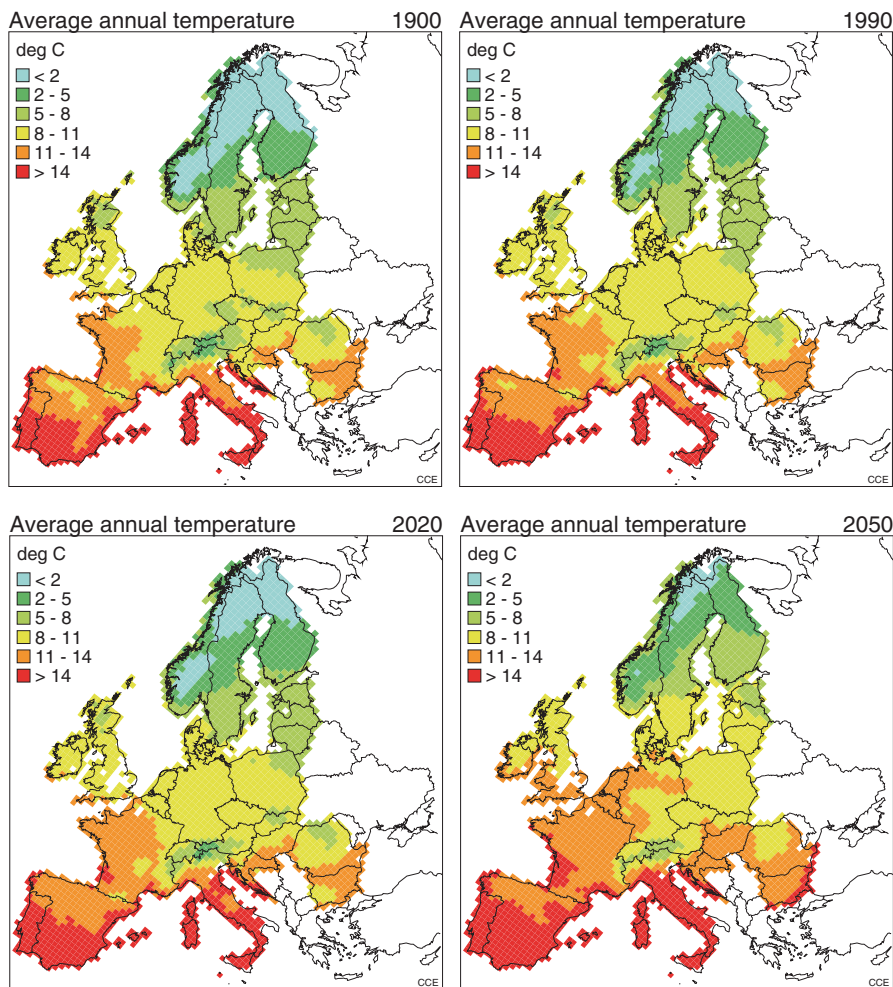 Average annual temperature 1900
deg C
< 2
2 - 5
5 - 8
8 - 11
11 - 14
> 14
CCE
Average annual temperature 1990
deg C
< 2
2 - 5
5 - 8
8 - 11
11 - 14
> 14
CCE
Average annual temperature 2020
deg C
< 2
2 - 5
5 - 8
8 - 11
11 - 14
> 14
CCE
Average annual temperature 2050
deg C
< 2
2 - 5
5 - 8
8 - 11
11 - 14
> 14
CCE